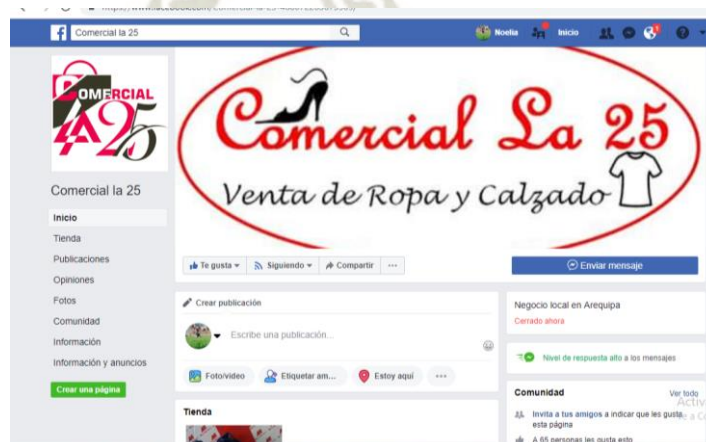 Comercial la 25
Noelia
Inicio
COMERCIAL
LA 25
Comercial La 25
Venta de Ropa y Calzado
Comercial la 25
Inicio
Tienda
Publicaciones
Opiniones
Fotos
Comunidad
Información
Información y anuncios
Crear una página
Te gusta
Siguiendo
Compartir
Enviar mensaje
Crear publicación
Escribe una publicación...
Foto/video
Etiquetar am...
Estoy aquí
Tienda
Negocio local en Arequipa
Cerrado ahora
Nivel de respuesta alto a los mensajes
Comunidad
Ver todo
Invita a tus amigos a indicar que les gusta
esta página
A 65 personas les gusta esto